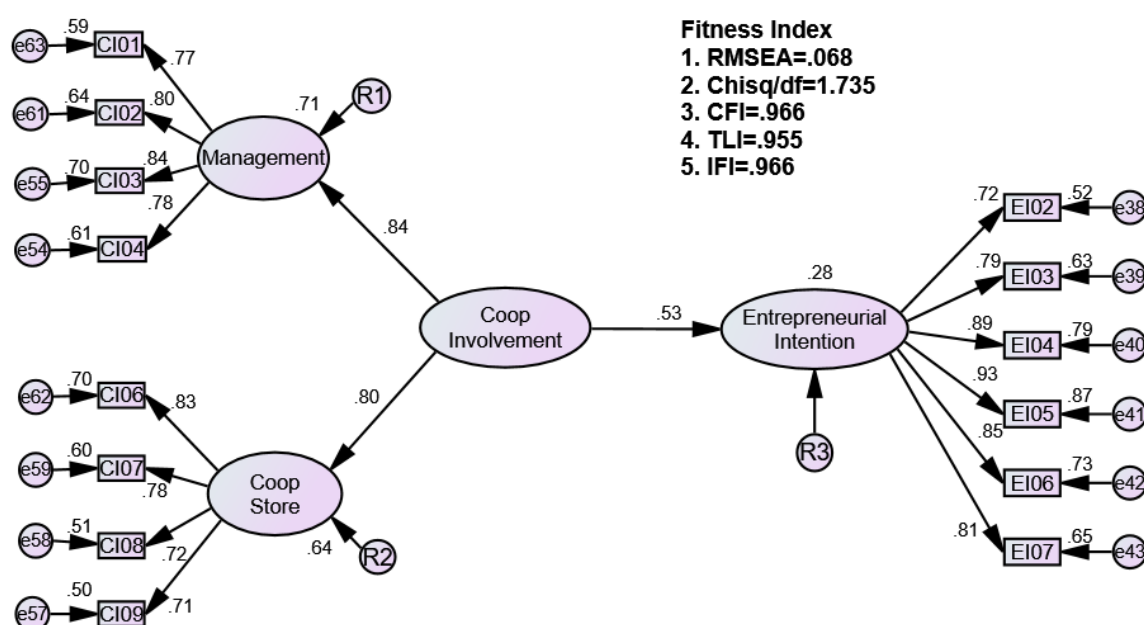 Fitness Index
1. RMSEA=.068
2. Chisq/df=1.735
3. CFI=.966
4. TLI=.955
5. IFI=.966
e63 .59 CI01 .77
e61 .64 CI02 .80
e55 .70 CI03 .84
e54 .61 CI04 .78
Management
.71
R1
.84
Coop
Involvement
.53
.80
e62 .70 CI06 .83
e59 .60 CI07 .78
e58 .51 CI08 .72
e57 .50 CI09 .71
Coop
Store
.64
R2
.28
Entrepreneurial
Intention
R3
.72 EI02 .52 e38
.79 EI03 .63 e39
.89 EI04 .79 e40
.93 EI05 .87 e41
.85 EI06 .73 e42
.81 EI07 .65 e43